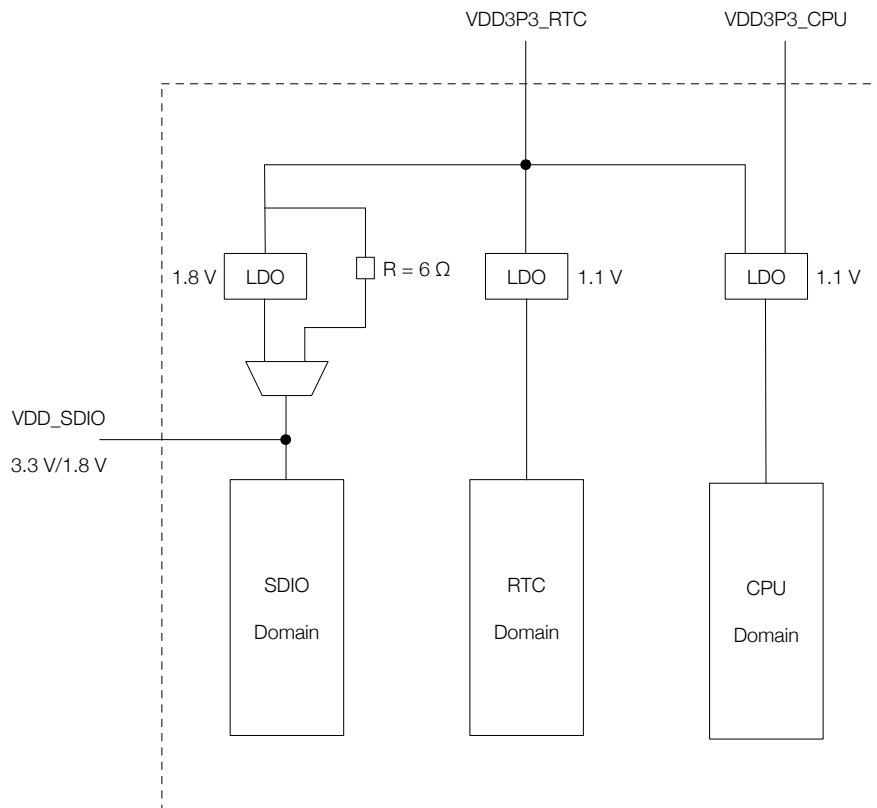 VDD3P3_RTC
VDD3P3_CPU
1.8 V
LDO
R = 6 Ω
LDO
1.1 V
LDO
1.1 V
VDD_SDIO
3.3 V/1.8 V
SDIO
Domain
RTC
Domain
CPU
Domain